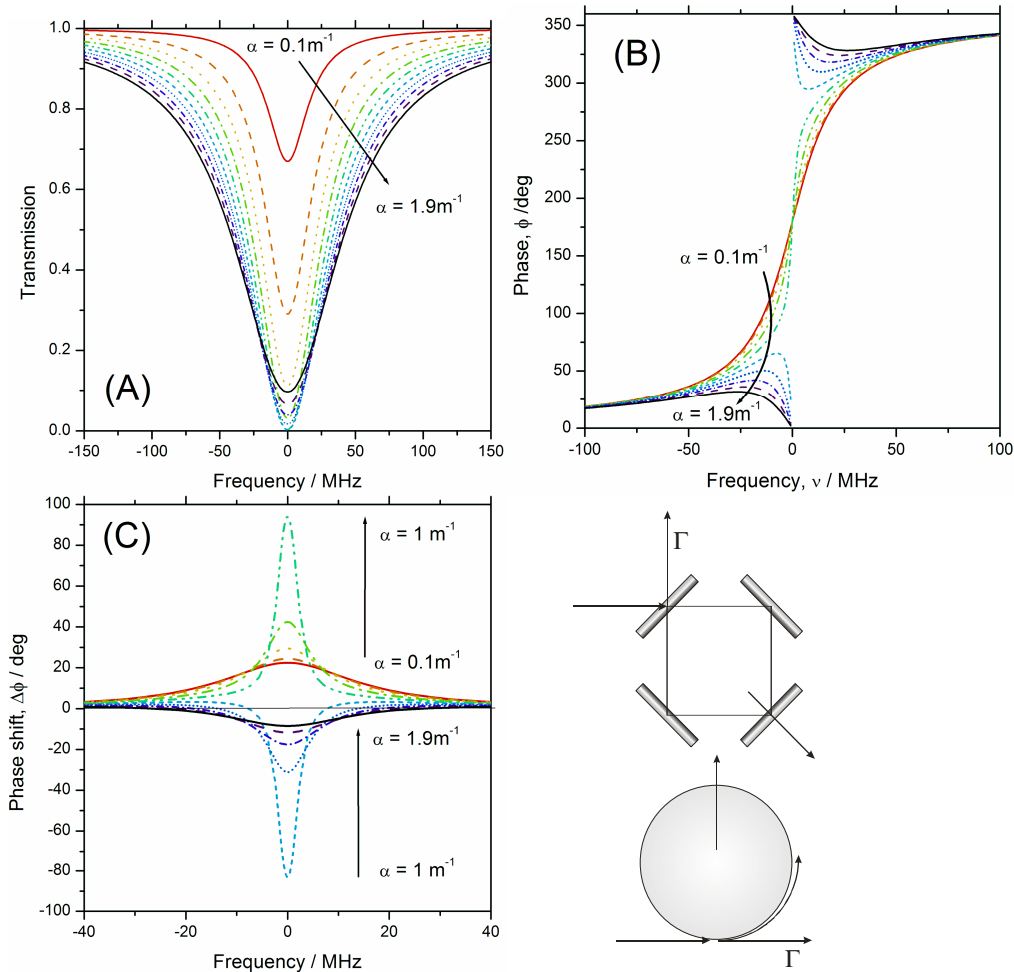 1.0
0.8
0.6
0.4
0.2
0.0
Transmission
α = 0.1m⁻¹
α = 1.9m⁻¹
(A)
-150 -100 -50 0 50 100 150
Frequency / MHz
350
300
250
200
150
100
50
0
Phase, ϕ /deg
(B)
α = 0.1m⁻¹
α = 1.9m⁻¹
-100 -50 0 50 100
Frequency, ν / MHz
100
80
60
40
20
0
-20
-40
-60
-80
-100
Phase shift, Δϕ / deg
(C)
α = 1 m⁻¹
α = 0.1m⁻¹
α = 1.9m⁻¹
α = 1 m⁻¹
-40 -20 0 20 40
Frequency / MHz
Γ
Γ